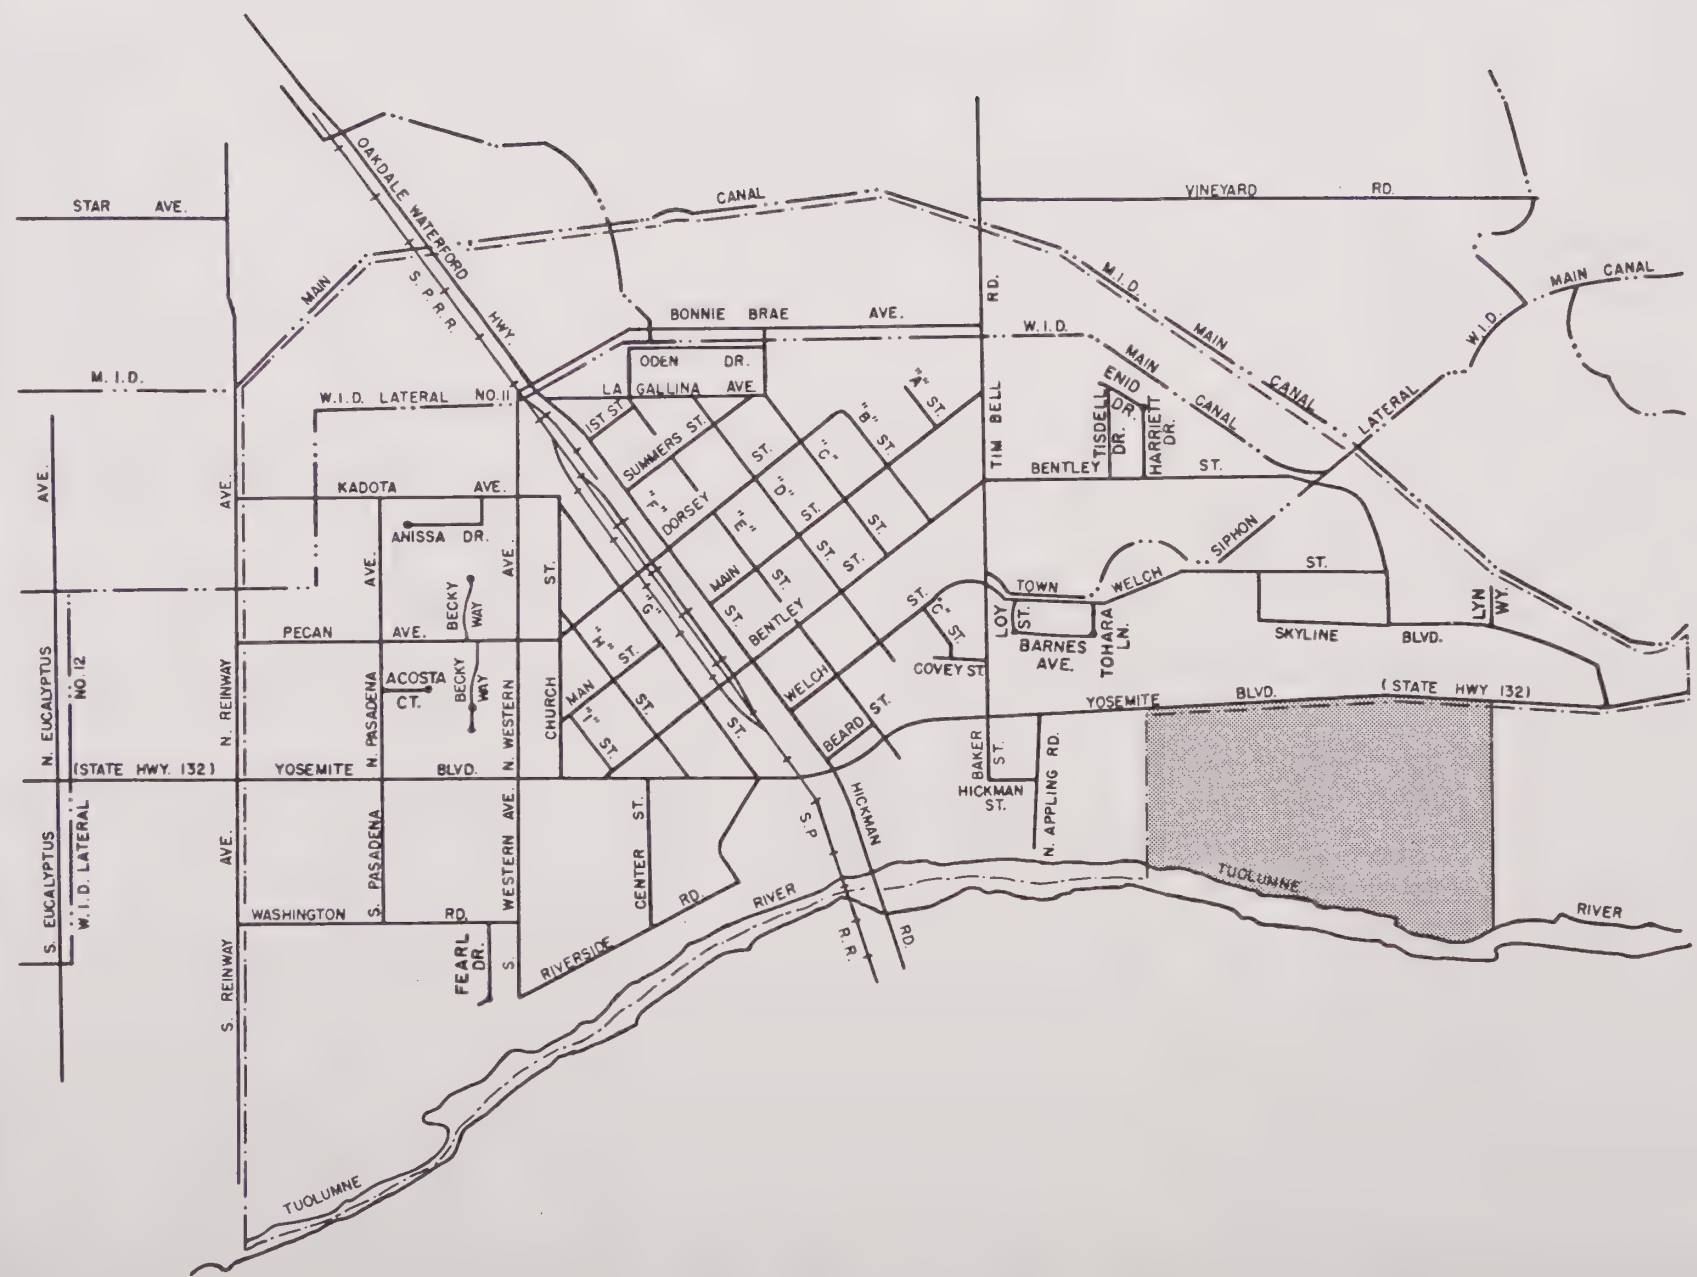 STAR AVE.
OAKDALE WATERFORD HWY.
S. P. R. R.
MAIN CANAL
VINEYARD RD.
M.I.D. MAIN CANAL
W.I.D. MAIN CANAL
BONNIE BRAE AVE.
TIM BELL RD.
W.I.D. MAIN CANAL
M.I.D.
W.I.D. LATERAL NO.11
ODEN DR.
LA GALLINA AVE.
1ST ST.
SUMMERS ST.
"A" ST.
"B" ST.
"C" ST.
"D" ST.
"E" ST.
"F"
DORSEY ST.
MAIN ST.
BENTLEY ST.
ENID DR.
TISDELL DR.
HARRIETT DR.
BENTLEY ST.
LATERAL
SIPHON
KADOTA AVE.
ANISSA DR.
N. EUCALYPTUS AVE.
N. REINWAY AVE.
N. PASADENA AVE.
N. WESTERN AVE.
CHURCH ST.
BECKY WAY
PECAN AVE.
ACOSTA CT.
BECKY WAY
"G" ST.
"H" ST.
MAN
"I" ST.
WELCH ST.
"C" ST.
COVEY ST.
BEARD ST.
TOWN
WELCH ST.
LOY ST.
BARNES AVE.
TOHARA LN.
SKYLINE BLVD.
LYN WY.
YOSEMITE BLVD. (STATE HWY 132)
(STATE HWY. 132) YOSEMITE BLVD.
BAKER ST.
HICKMAN ST.
N. APPLING RD.
HICKMAN RD.
S.P. R.R.
CENTER ST.
S. EUCALYPTUS
W.I.D. LATERAL NO. 12
S. REINWAY AVE.
S. PASADENA
S. WESTERN AVE.
WASHINGTON RD.
FEARL DR.
RIVERSIDE RD.
RIVER
TUOLUMNE
TUOLUMNE RIVER